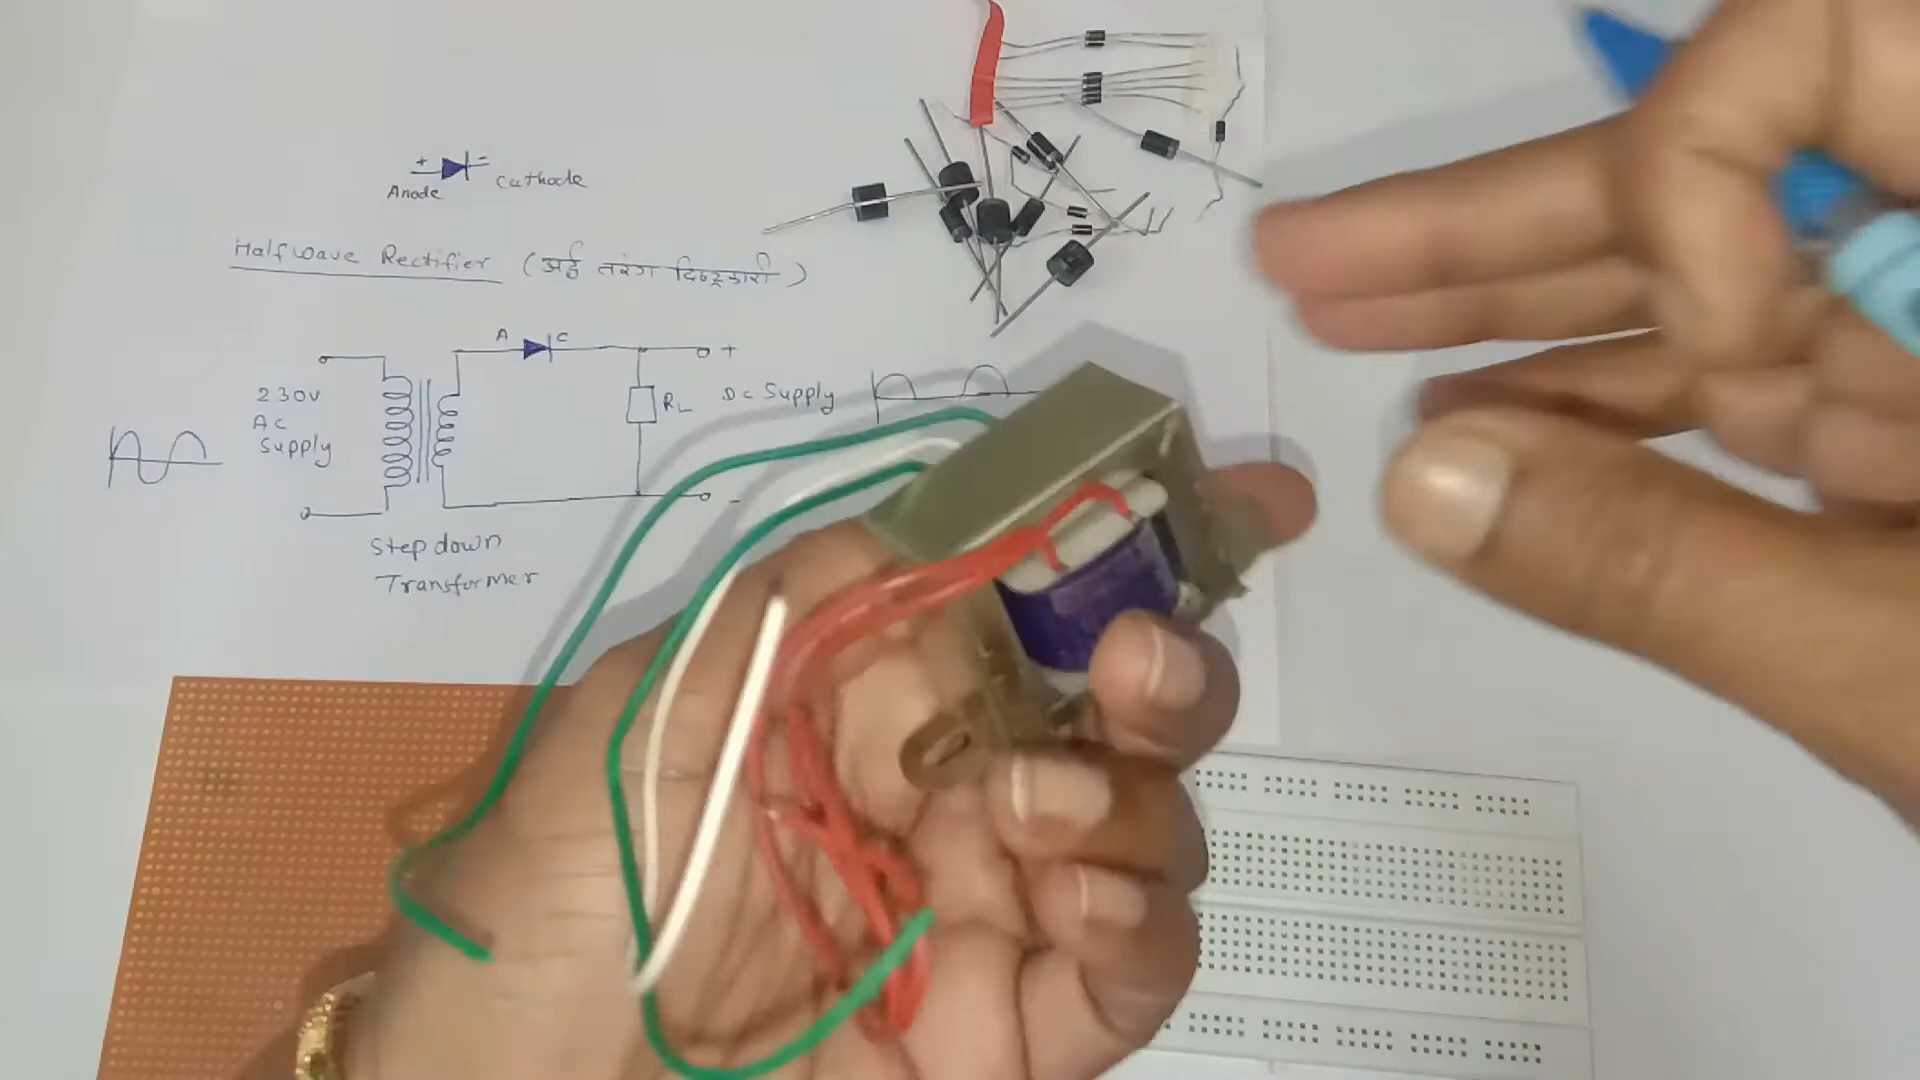 + -
Anode Cathode
Halfwave Rectifier (अर्द्ध तरंग दिष्टकारी)
A C
+
230V
AC
Supply
RL
DC Supply
-
Step down
Transformer